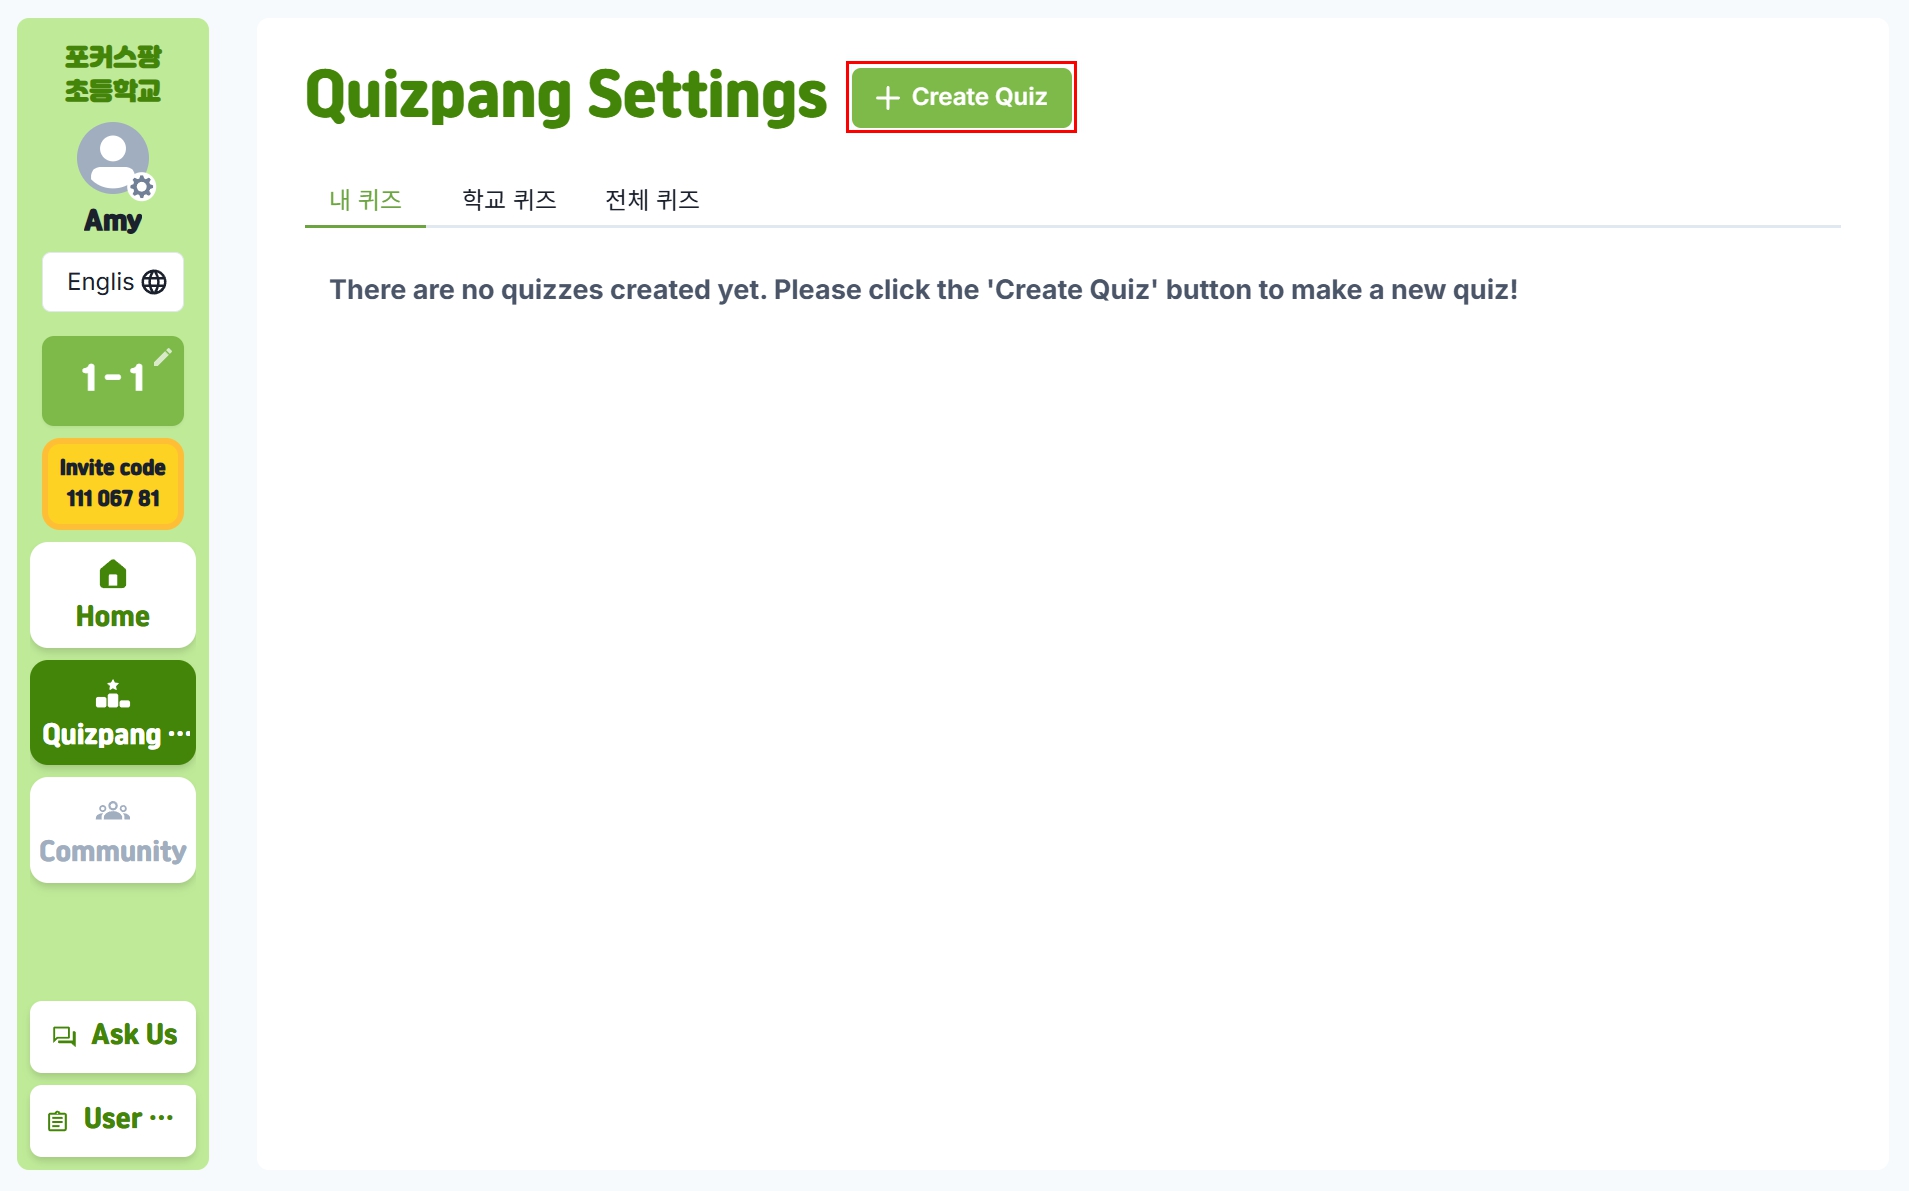 포커스팡
초등학교
Amy
Englis
1 - 1
Invite code
111 067 81
Home
Quizpang ···
Community
Ask Us
User ···
Quizpang Settings
+ Create Quiz
내 퀴즈 학교 퀴즈 전체 퀴즈
There are no quizzes created yet. Please click the 'Create Quiz' button to make a new quiz!